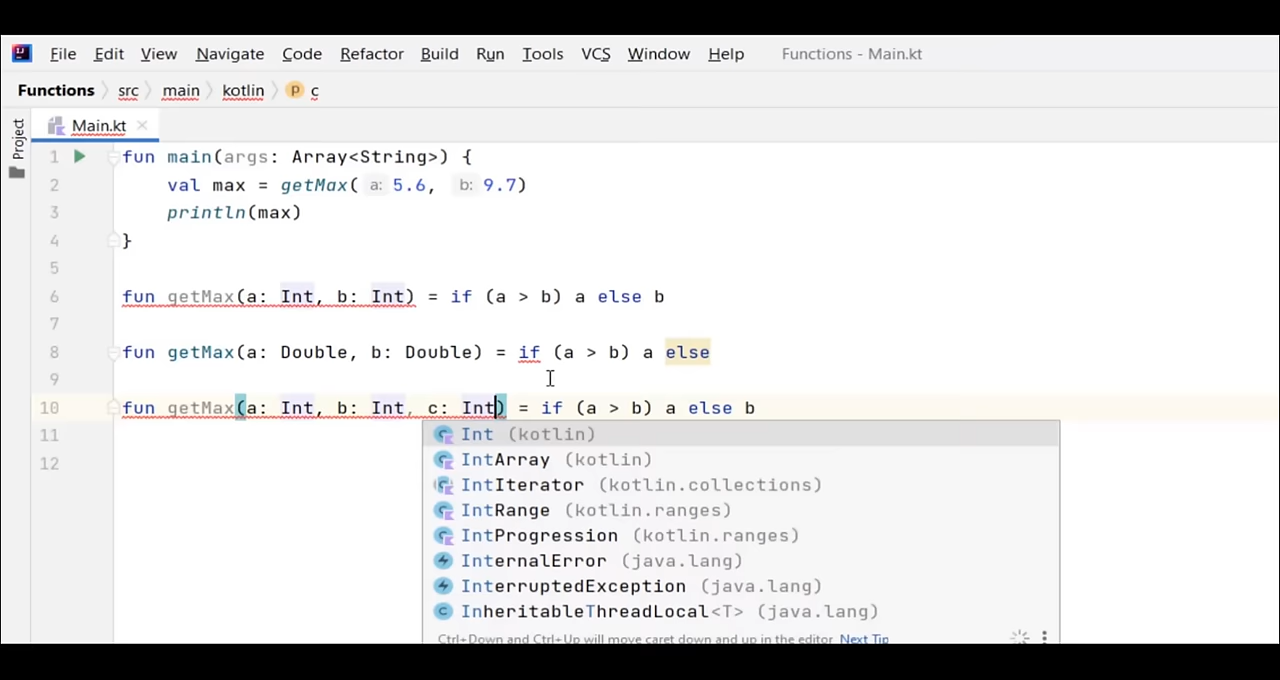 File Edit View Navigate Code Refactor Build Run Tools VCS Window Help Functions - Main.kt
Functions src main kotlin p c
Project
Main.kt
1 fun main(args: Array<String>) {
2 val max = getMax( a: 5.6, b: 9.7)
3 println(max)
4 }
5
6 fun getMax(a: Int, b: Int) = if (a > b) a else b
7
8 fun getMax(a: Double, b: Double) = if (a > b) a else
9
10 fun getMax(a: Int, b: Int, c: Int) = if (a > b) a else b
11
12
Int (kotlin)
IntArray (kotlin)
IntIterator (kotlin.collections)
IntRange (kotlin.ranges)
IntProgression (kotlin.ranges)
InternalError (java.lang)
InterruptedException (java.lang)
InheritableThreadLocal<T> (java.lang)
Ctrl+Down and Ctrl+Up will move caret down and up in the editor Next Tip